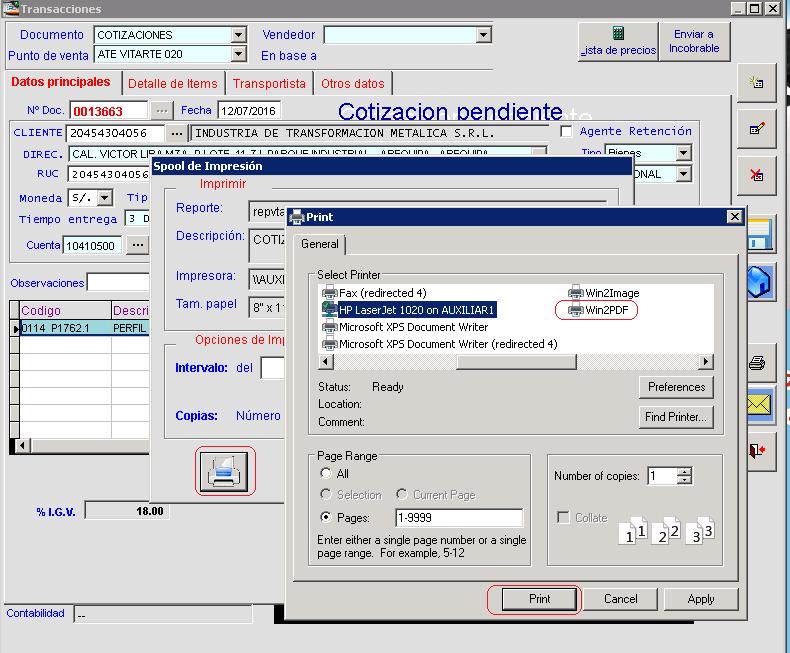 Transacciones
Documento COTIZACIONES Vendedor
Punto de venta ATE VITARTE 020 En base a
Lista de precios
Enviar a
Incobrable
Datos principales Detalle de Items Transportista Otros datos
Nº Doc. 0013663 ... Fecha 12/07/2016 Cotizacion pendiente
CLIENTE 20454304056 ... INDUSTRIA DE TRANSFORMACION METALICA S.R.L. Agente Retención
DIREC. CAL. VICTOR LIRA Tipo Bienes
RUC 20454304056 ONAL
Moneda S/. Tip
Tiempo entrega 3 D
Cuenta 10410500 ...
Observaciones
Codigo Descri
0114 P1762.1 PERFIL
% I.G.V. 18.00
Contabilidad --
Spool de Impresión
Imprimir
Reporte: repvta
Descripción: COTIZ
Impresora: \\AUXI
Tam. papel 8" x 1
Opciones de Imp
Intervalo: del
Copias: Número
Print
General
Select Printer
Fax (redirected 4) Win2Image
HP LaserJet 1020 on AUXILIAR1 Win2PDF
Microsoft XPS Document Writer
Microsoft XPS Document Writer (redirected 4)
Status: Ready Preferences
Location:
Comment: Find Printer...
Page Range
All
Selection Current Page
Pages: 1-9999
Enter either a single page number or a single
page range. For example, 5-12
Number of copies: 1
Collate
1 1 2 2 3 3
Print Cancel Apply